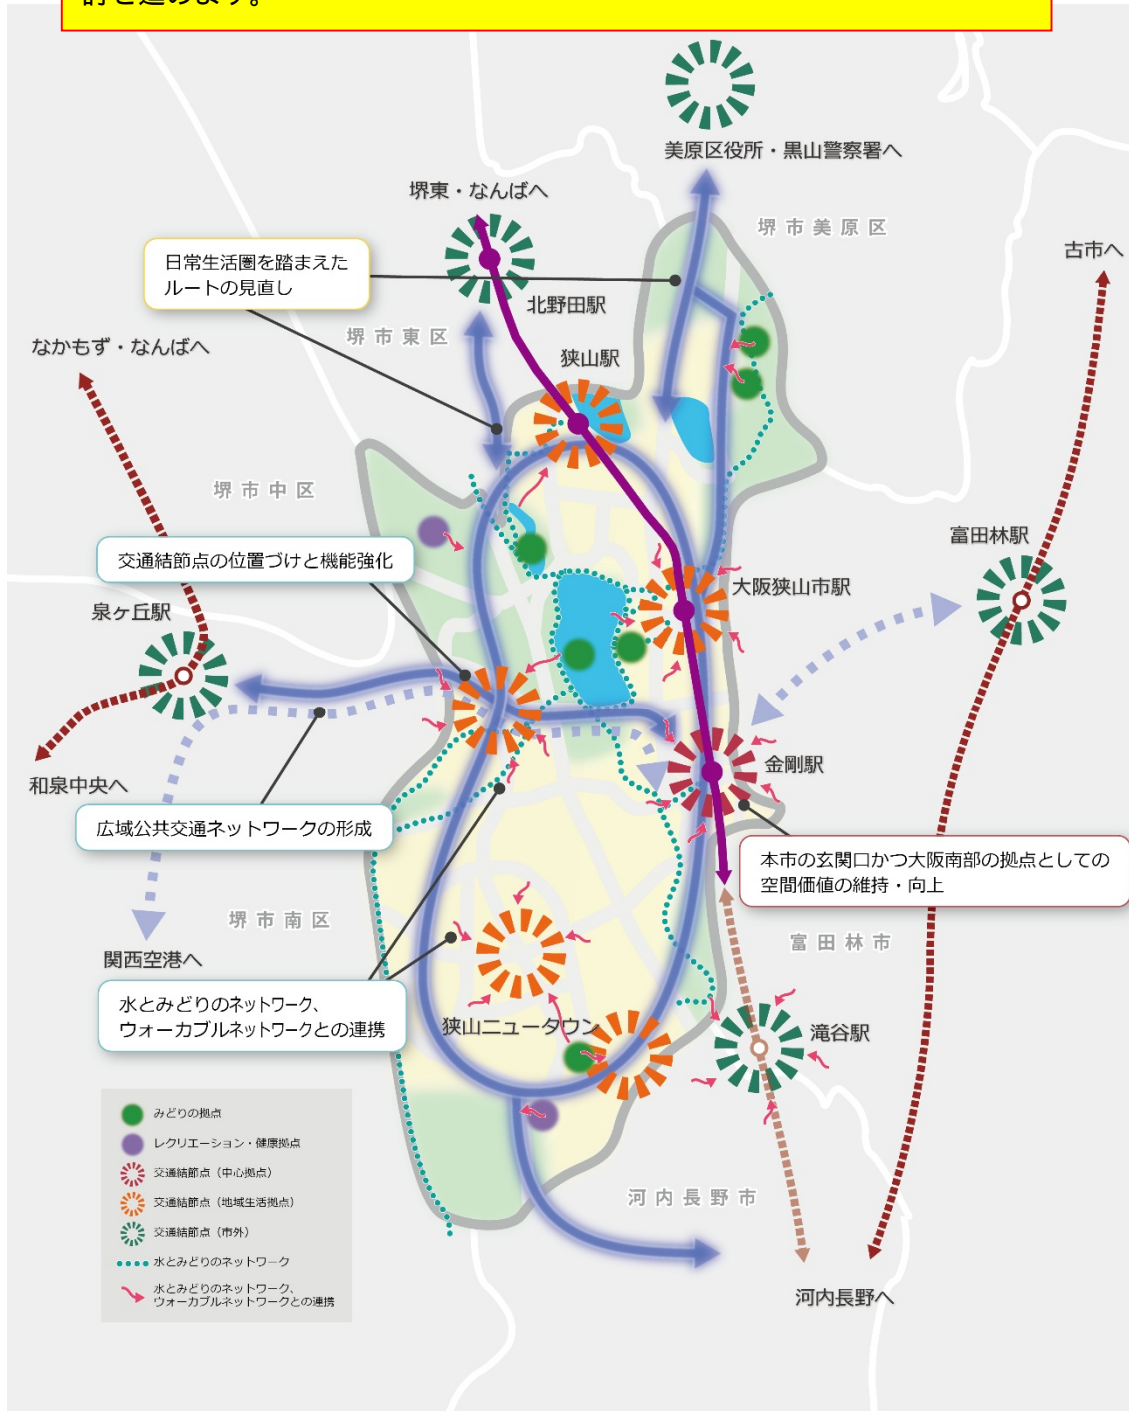 討を進めます。
美原区役所・黒山警察署へ
堺東・なんばへ
堺市美原区
古市へ
日常生活圏を踏まえた
ルートの見直し
北野田駅
堺市東区
なかもず・なんばへ
狭山駅
堺市中区
富田林駅
交通結節点の位置づけと機能強化
大阪狭山市駅
泉ヶ丘駅
金剛駅
和泉中央へ
広域公共交通ネットワークの形成
本市の玄関口かつ大阪南部の拠点としての
空間価値の維持・向上
堺市南区
富田林市
関西空港へ
水とみどりのネットワーク、
ウォーカブルネットワークとの連携
狭山ニュータウン
滝谷駅
みどりの拠点
レクリエーション・健康拠点
交通結節点（中心拠点）
交通結節点（地域生活拠点）
交通結節点（市外）
水とみどりのネットワーク
水とみどりのネットワーク、
ウォーカブルネットワークとの連携
河内長野市
河内長野へ